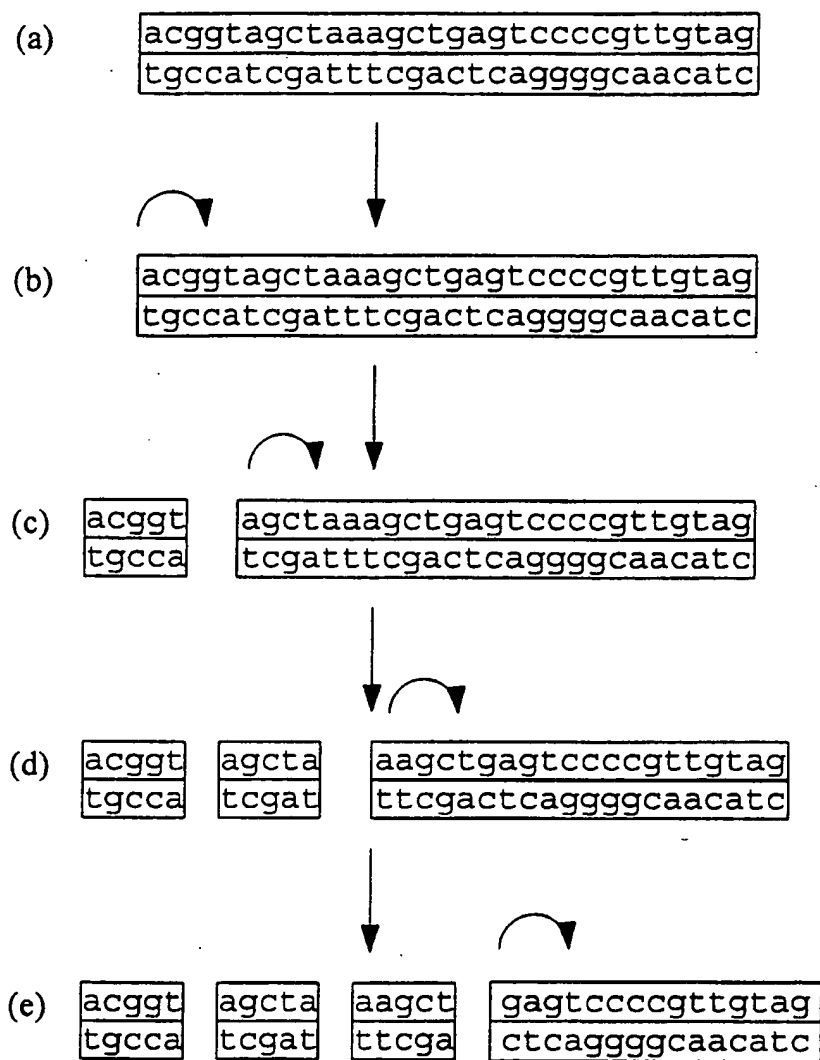 (a) acggtagctaaagctgagtccccgttgtag
tgccatcgatttcgactcaggggcaacatc
(b) acggtagctaaagctgagtccccgttgtag
tgccatcgatttcgactcaggggcaacatc
(c) acggt agctaaagctgagtccccgttgtag
tgcca tcgatttcgactcaggggcaacatc
(d) acggt agcta aagctgagtccccgttgtag
tgcca tcgat ttcgactcaggggcaacatc
(e) acggt agcta aagct gagtccccgttgtag
tgcca tcgat ttcga ctcaggggcaacatc